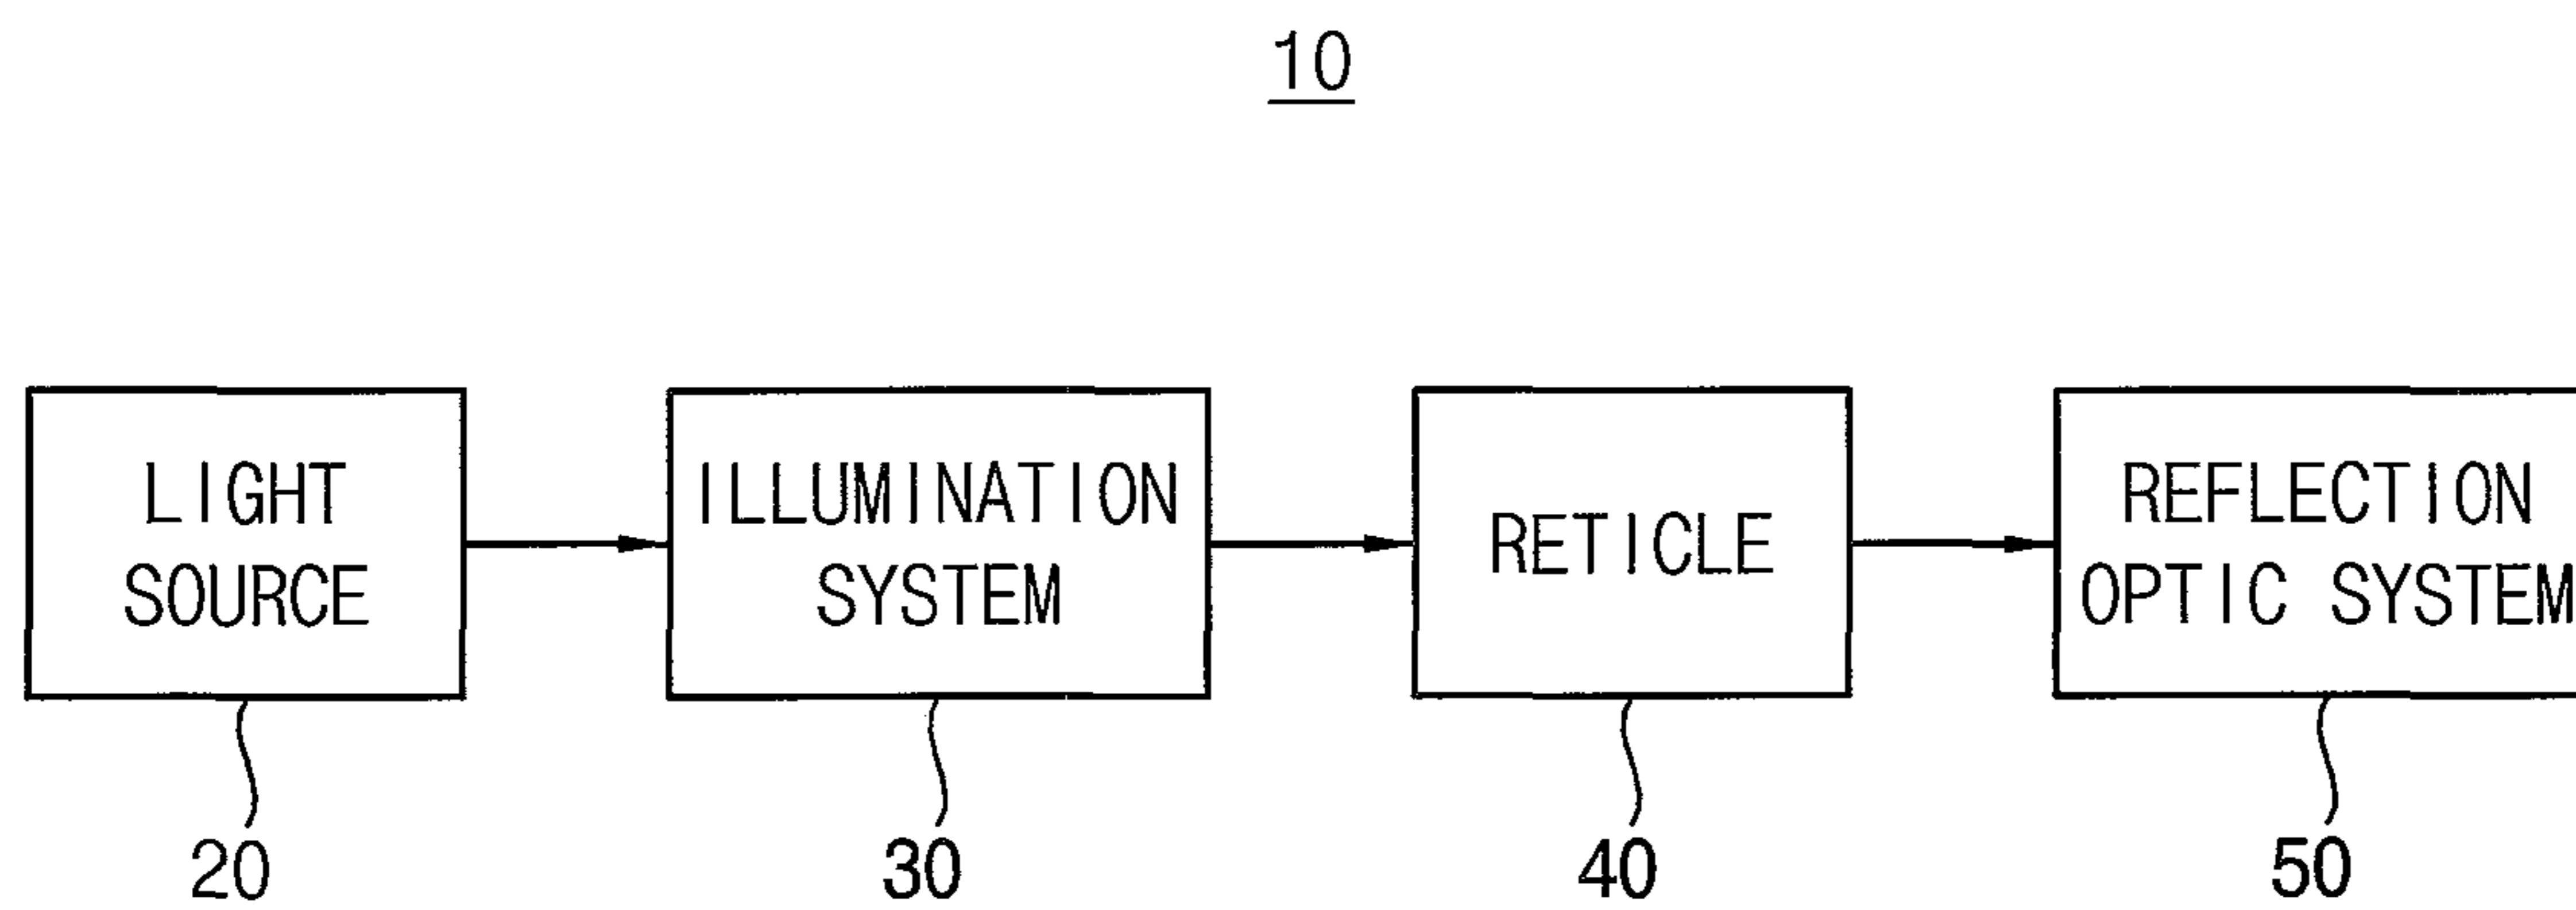 10
LIGHT
SOURCE
ILLUMINATION
SYSTEM
RETICLE
REFLECTION
OPTIC SYSTEM
20
30
40
50